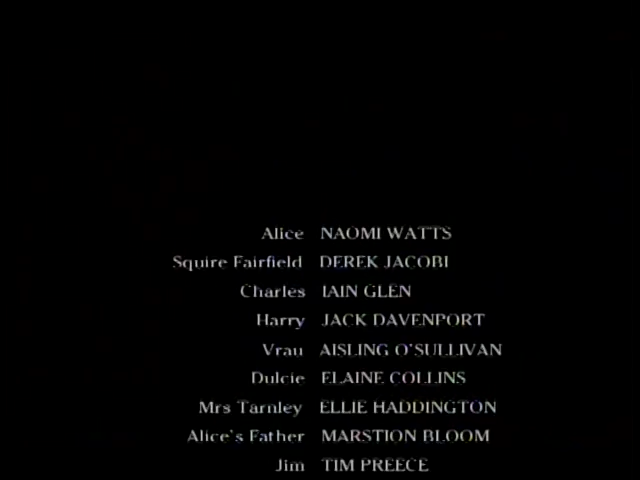 Alice NAOMI WATTS
Squire Fairfield DEREK JACOBI
Charles IAIN GLEN
Harry JACK DAVENPORT
Vrau AISLING O'SULLIVAN
Dulcie ELAINE COLLINS
Mrs Tarnley ELLIE HADDINGTON
Alice's Father MARSTION BLOOM
Jim TIM PREECE